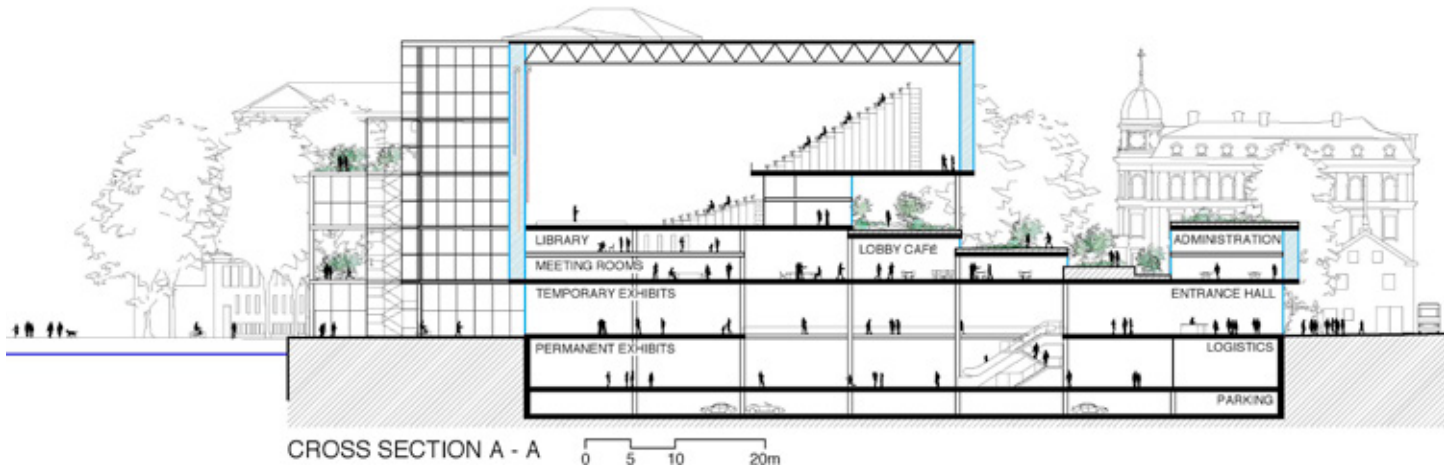 LIBRARY
LOBBY CAFé
ADMINISTRATION
MEETING ROOMS
TEMPORARY EXHIBITS
ENTRANCE HALL
PERMANENT EXHIBITS
LOGISTICS
PARKING
CROSS SECTION A - A
0 5 10 20m